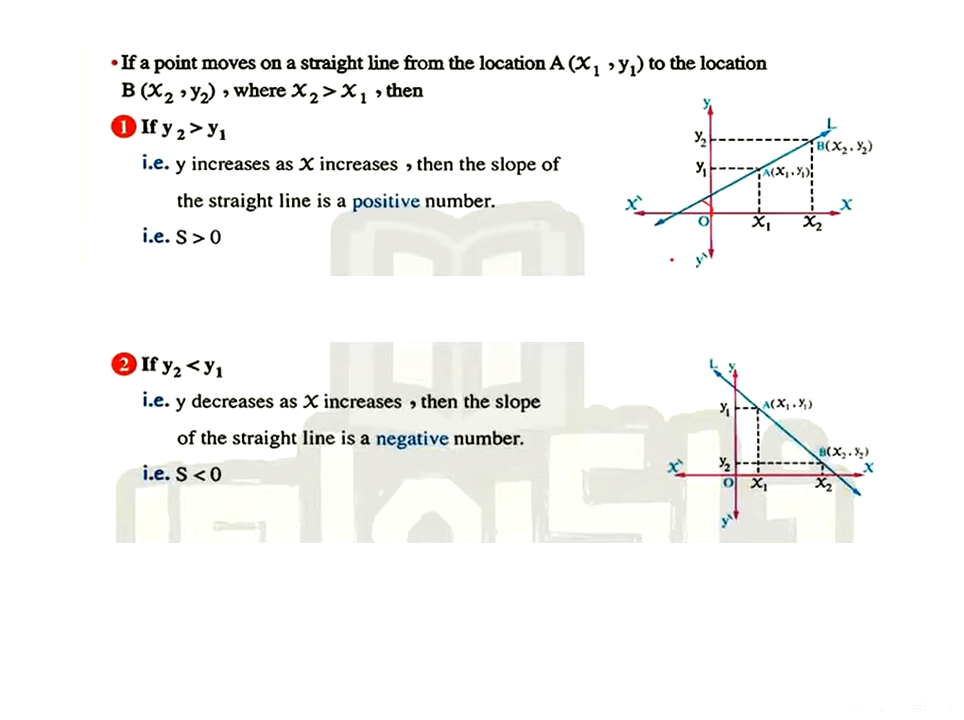 • If a point moves on a straight line from the location A (x₁ , y₁) to the location
B (x₂ , y₂) , where x₂ > x₁ , then
1 If y₂ > y₁
i.e. y increases as x increases , then the slope of
the straight line is a positive number.
i.e. S > 0
y
L
y₂
B(x₂ , y₂)
y₁
A(x₁ , y₁)
x`
x
O
x₁
x₂
y`
2 If y₂ < y₁
i.e. y decreases as x increases , then the slope
of the straight line is a negative number.
i.e. S < 0
L
y
y₁
A(x₁ , y₁)
B(x₂ , y₂)
y₂
x`
x
O
x₁
x₂
y`